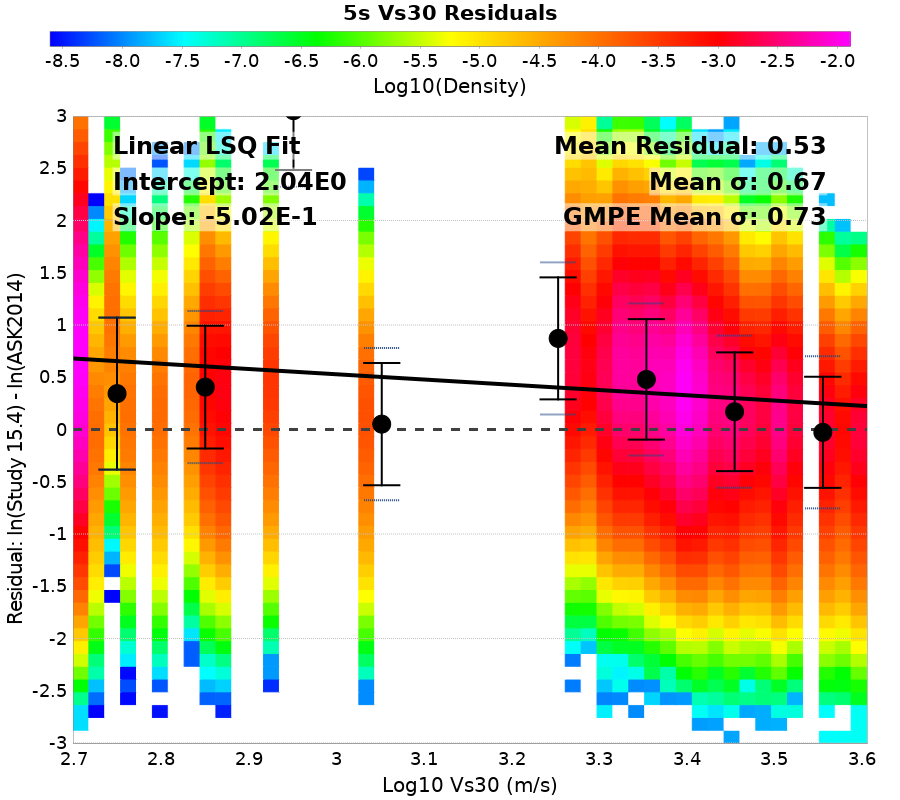 5s Vs30 Residuals
-8.5 -8.0 -7.5 -7.0 -6.5 -6.0 -5.5 -5.0 -4.5 -4.0 -3.5 -3.0 -2.5 -2.0
Log10(Density)
Linear LSQ Fit
Intercept: 2.04E0
Slope: -5.02E-1
Mean Residual: 0.53
Mean σ: 0.67
GMPE Mean σ: 0.73
Residual: ln(Study 15.4) - ln(ASK2014)
3
2.5
2
1.5
1
0.5
0
-0.5
-1
-1.5
-2
-2.5
-3
2.7 2.8 2.9 3 3.1 3.2 3.3 3.4 3.5 3.6
Log10 Vs30 (m/s)